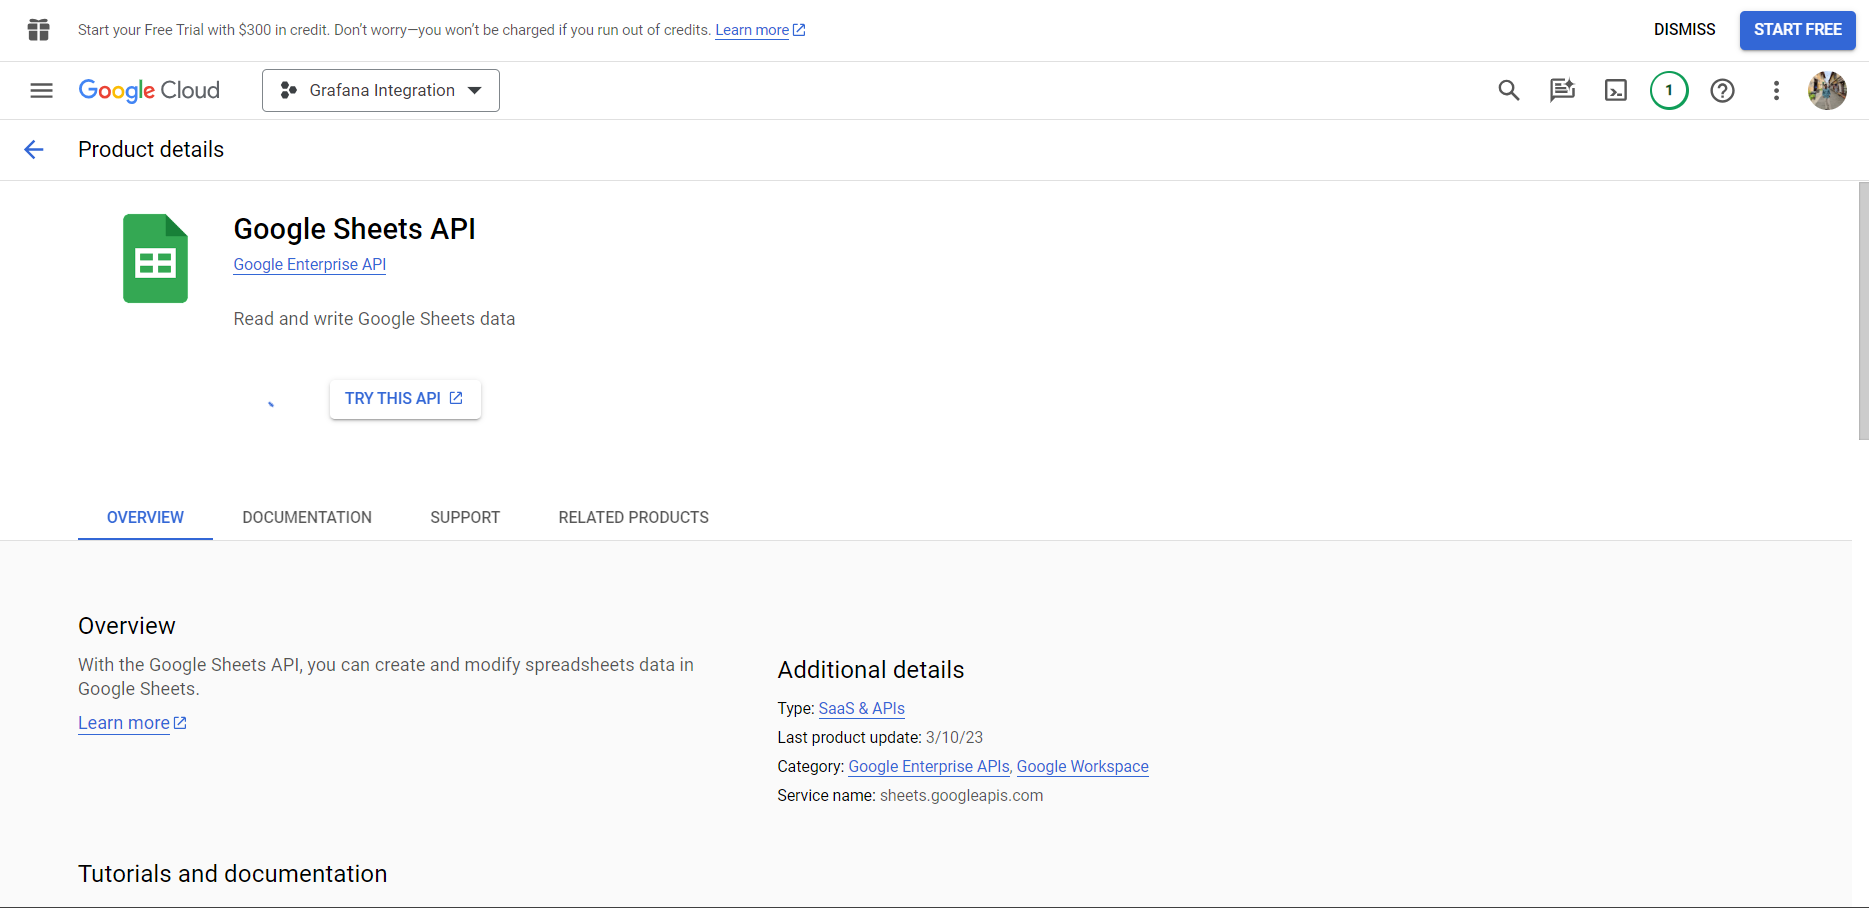 Start your Free Trial with $300 in credit. Don’t worry—you won’t be charged if you run out of credits. Learn more
DISMISS
START FREE
Google Cloud
Grafana Integration
1
Product details
Google Sheets API
Google Enterprise API
Read and write Google Sheets data
TRY THIS API
OVERVIEW
DOCUMENTATION
SUPPORT
RELATED PRODUCTS
Overview
With the Google Sheets API, you can create and modify spreadsheets data in
Google Sheets.
Learn more
Additional details
Type: SaaS & APIs
Last product update: 3/10/23
Category: Google Enterprise APIs, Google Workspace
Service name: sheets.googleapis.com
Tutorials and documentation